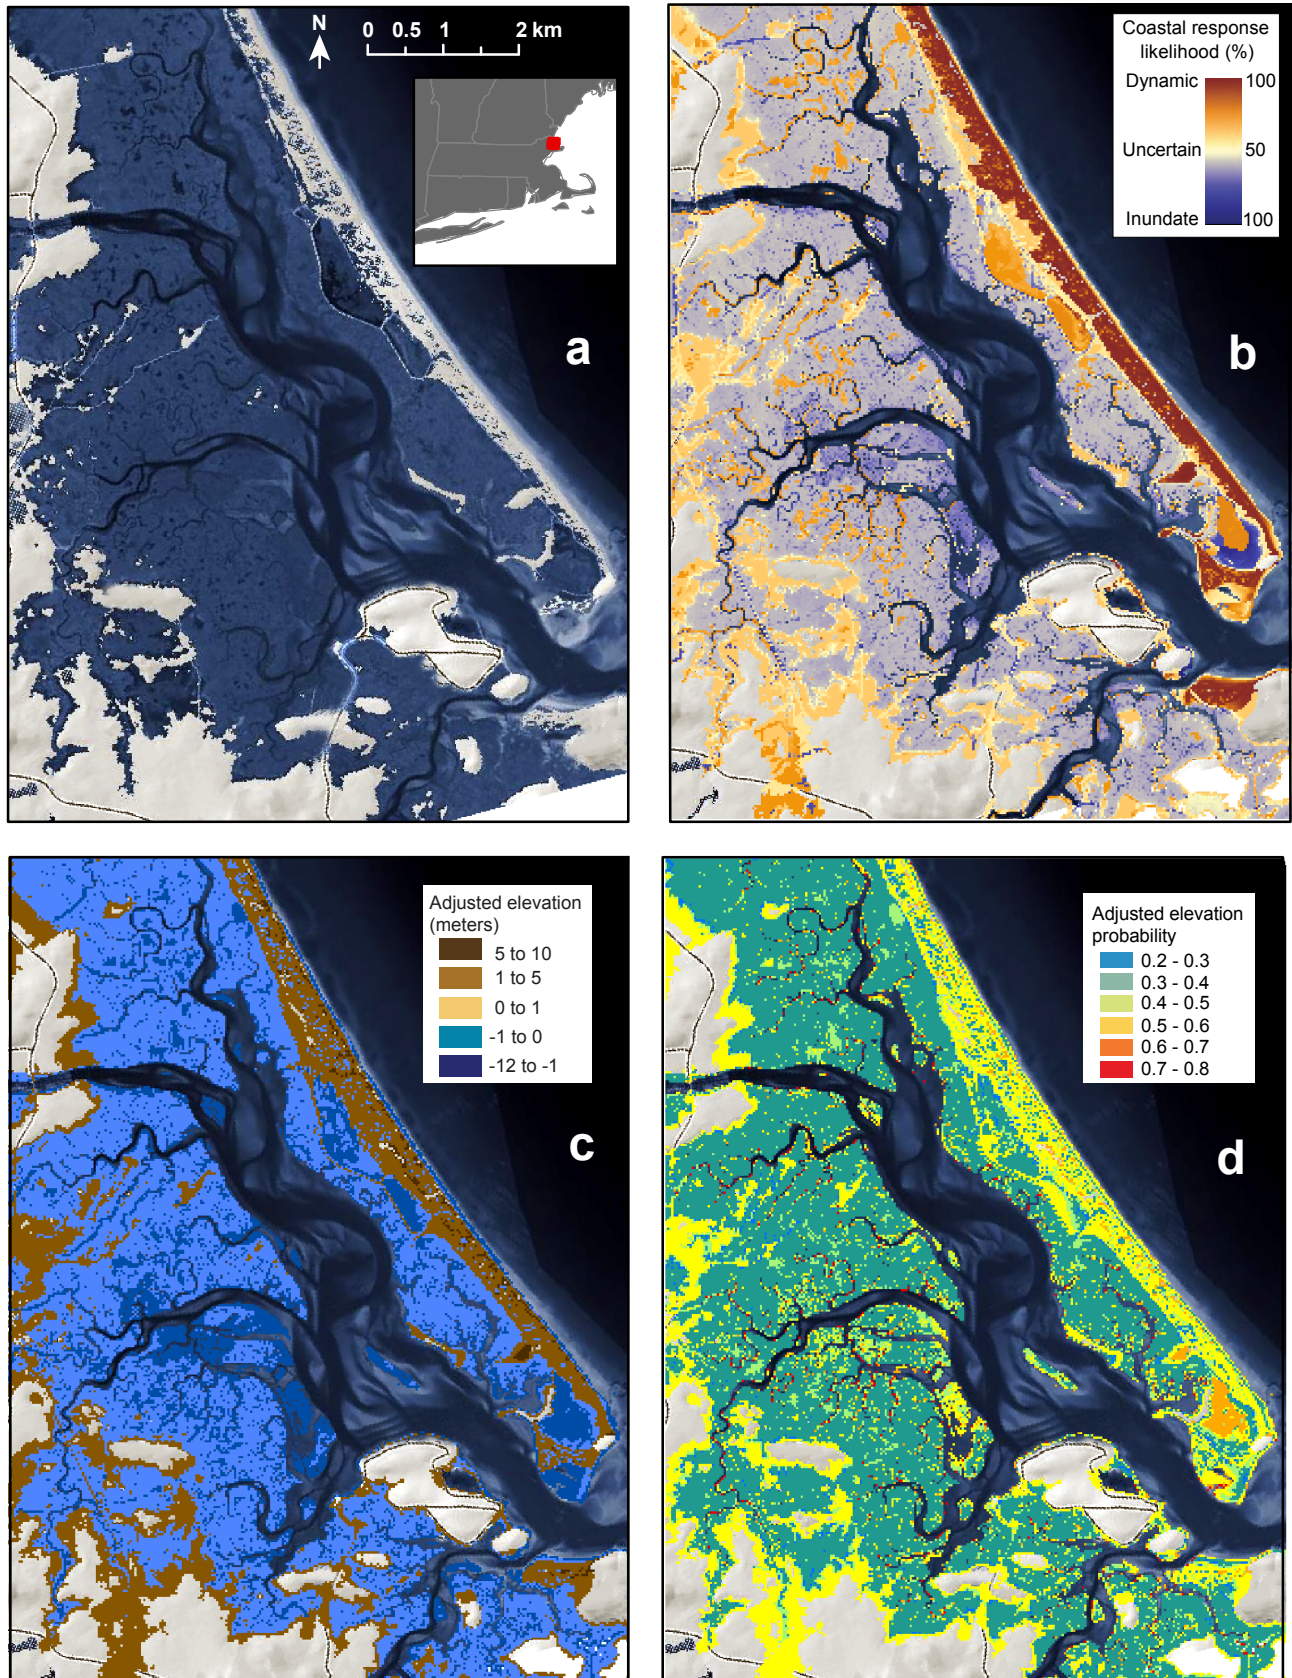 N
0 0.5 1 2 km
a
Coastal response
likelihood (%)
Dynamic 100
Uncertain 50
Inundate 100
b
Adjusted elevation
(meters)
5 to 10
1 to 5
0 to 1
-1 to 0
-12 to -1
c
Adjusted elevation
probability
0.2 - 0.3
0.3 - 0.4
0.4 - 0.5
0.5 - 0.6
0.6 - 0.7
0.7 - 0.8
d